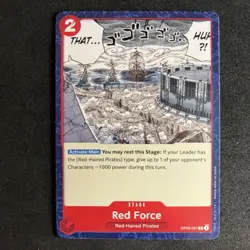 2
THAT...
ゴゴゴゴ
HUH
?!
Activate: Main You may rest this Stage: If your Leader has
the {Red-Haired Pirates} type, give up to 1 of your opponent's
Characters −1000 power during this turn.
STAGE
Red Force
Red-Haired Pirates